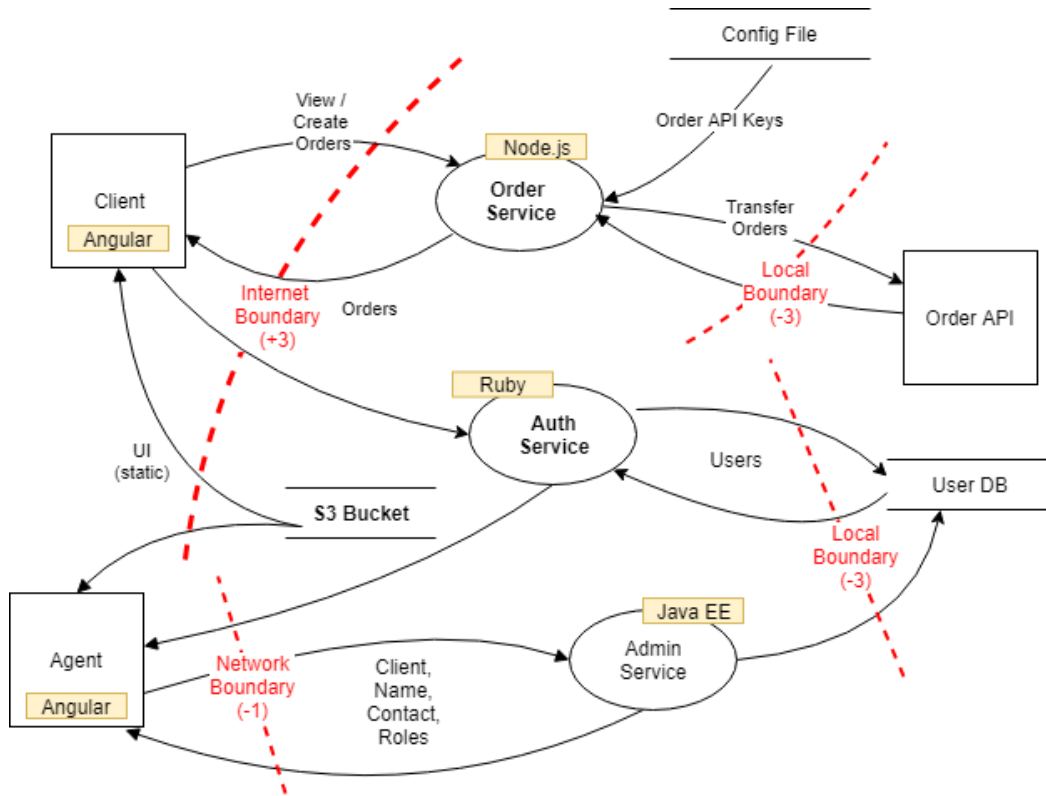 Config File
View /
Create
Orders
Order API Keys
Node.js
Order
Service
Client
Angular
Transfer
Orders
Internet
Boundary
(+3)
Orders
Local
Boundary
(-3)
Order API
Ruby
Auth
Service
Users
UI
(static)
User DB
S3 Bucket
Local
Boundary
(-3)
Java EE
Admin
Service
Agent
Angular
Network
Boundary
(-1)
Client,
Name,
Contact,
Roles